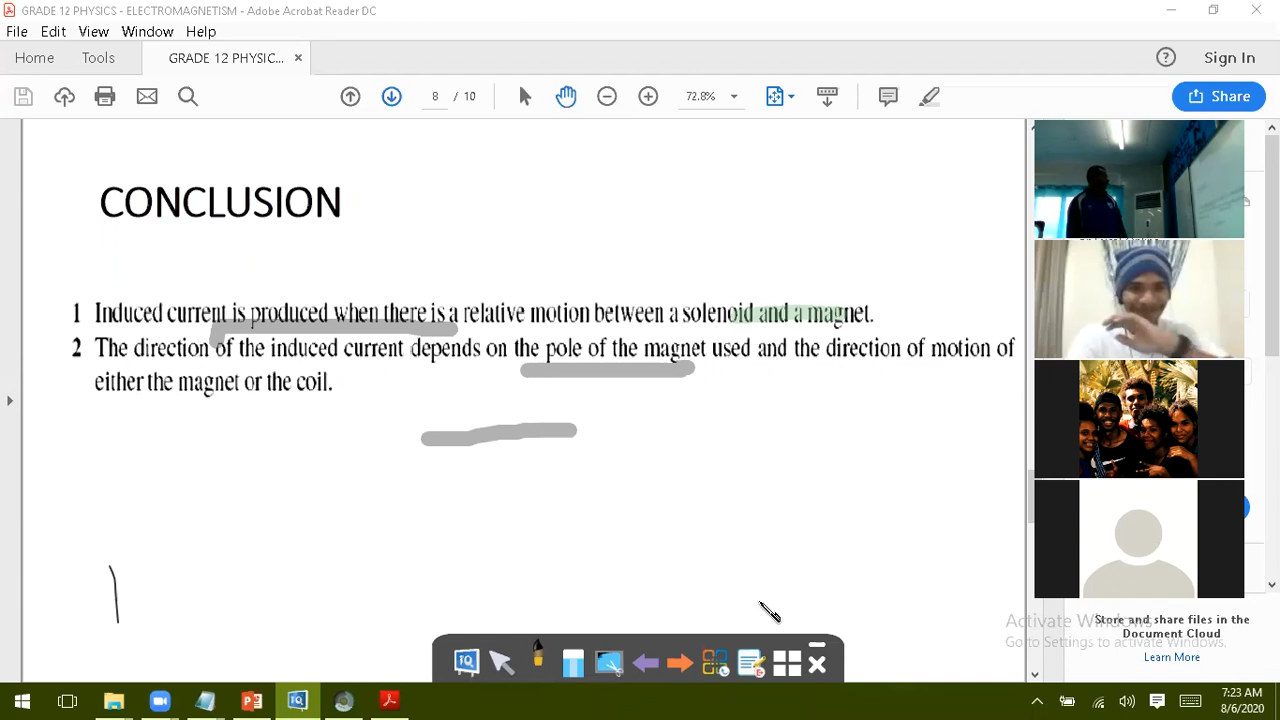 GRADE 12 PHYSICS - ELECTROMAGNETISM - Adobe Acrobat Reader DC
File Edit View Window Help
Home Tools GRADE 12 PHYSIC... Sign In
8 / 10 72.8% Share
CONCLUSION
1 Induced current is produced when there is a relative motion between a solenoid and a magnet.
2 The direction of the induced current depends on the pole of the magnet used and the direction of motion of
either the magnet or the coil.
Activate Windows
Go to Settings to activate Windows.
Store and share files in the
Document Cloud
Learn More
7:23 AM
8/6/2020